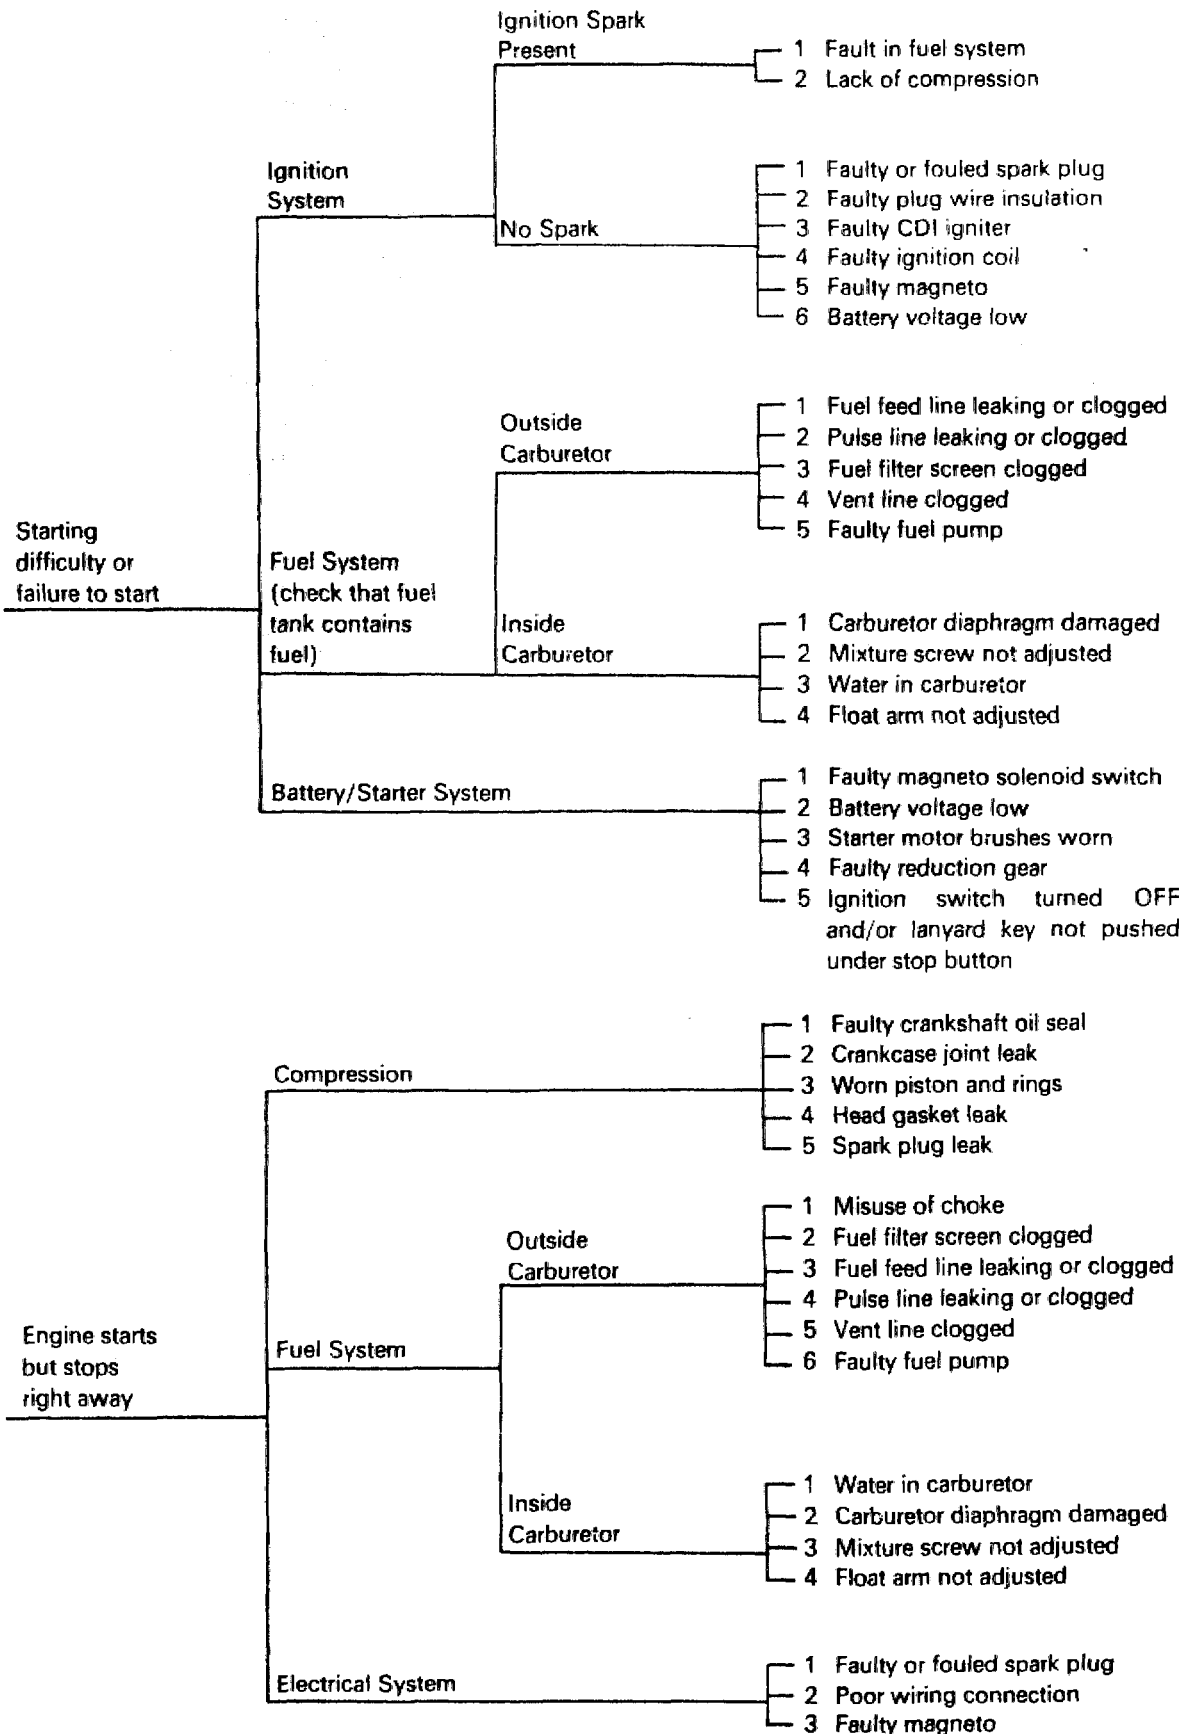 Ignition Spark
Present
1 Fault in fuel system
2 Lack of compression
Ignition
System
No Spark
1 Faulty or fouled spark plug
2 Faulty plug wire insulation
3 Faulty CDI igniter
4 Faulty ignition coil
5 Faulty magneto
6 Battery voltage low
Starting
difficulty or
failure to start
Fuel System
(check that fuel
tank contains
fuel)
Outside
Carburetor
1 Fuel feed line leaking or clogged
2 Pulse line leaking or clogged
3 Fuel filter screen clogged
4 Vent line clogged
5 Faulty fuel pump
Inside
Carburetor
1 Carburetor diaphragm damaged
2 Mixture screw not adjusted
3 Water in carburetor
4 Float arm not adjusted
Battery/Starter System
1 Faulty magneto solenoid switch
2 Battery voltage low
3 Starter motor brushes worn
4 Faulty reduction gear
5 Ignition switch turned OFF
and/or lanyard key not pushed
under stop button
Compression
1 Faulty crankshaft oil seal
2 Crankcase joint leak
3 Worn piston and rings
4 Head gasket leak
5 Spark plug leak
Engine starts
but stops
right away
Fuel System
Outside
Carburetor
1 Misuse of choke
2 Fuel filter screen clogged
3 Fuel feed line leaking or clogged
4 Pulse line leaking or clogged
5 Vent line clogged
6 Faulty fuel pump
Inside
Carburetor
1 Water in carburetor
2 Carburetor diaphragm damaged
3 Mixture screw not adjusted
4 Float arm not adjusted
Electrical System
1 Faulty or fouled spark plug
2 Poor wiring connection
3 Faulty magneto